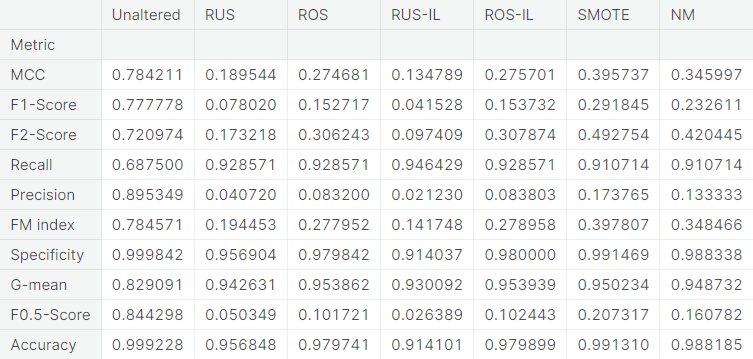 Unaltered RUS ROS RUS-IL ROS-IL SMOTE NM
Metric
MCC 0.784211 0.189544 0.274681 0.134789 0.275701 0.395737 0.345997
F1-Score 0.777778 0.078020 0.152717 0.041528 0.153732 0.291845 0.232611
F2-Score 0.720974 0.173218 0.306243 0.097409 0.307874 0.492754 0.420445
Recall 0.687500 0.928571 0.928571 0.946429 0.928571 0.910714 0.910714
Precision 0.895349 0.040720 0.083200 0.021230 0.083803 0.173765 0.133333
FM index 0.784571 0.194453 0.277952 0.141748 0.278958 0.397807 0.348466
Specificity 0.999842 0.956904 0.979842 0.914037 0.980000 0.991469 0.988338
G-mean 0.829091 0.942631 0.953862 0.930092 0.953939 0.950234 0.948732
F0.5-Score 0.844298 0.050349 0.101721 0.026389 0.102443 0.207317 0.160782
Accuracy 0.999228 0.956848 0.979741 0.914101 0.979899 0.991310 0.988185